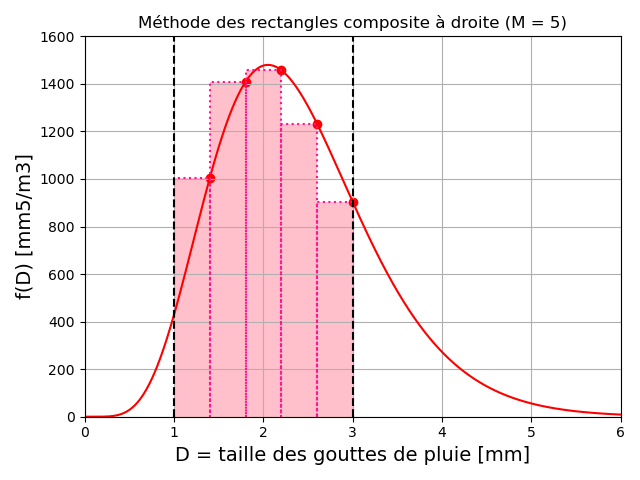 Méthode des rectangles composite à droite (M = 5)
1600
1400
1200
1000
800
600
400
200
0
f(D) [mm5/m3]
0 1 2 3 4 5 6
D = taille des gouttes de pluie [mm]